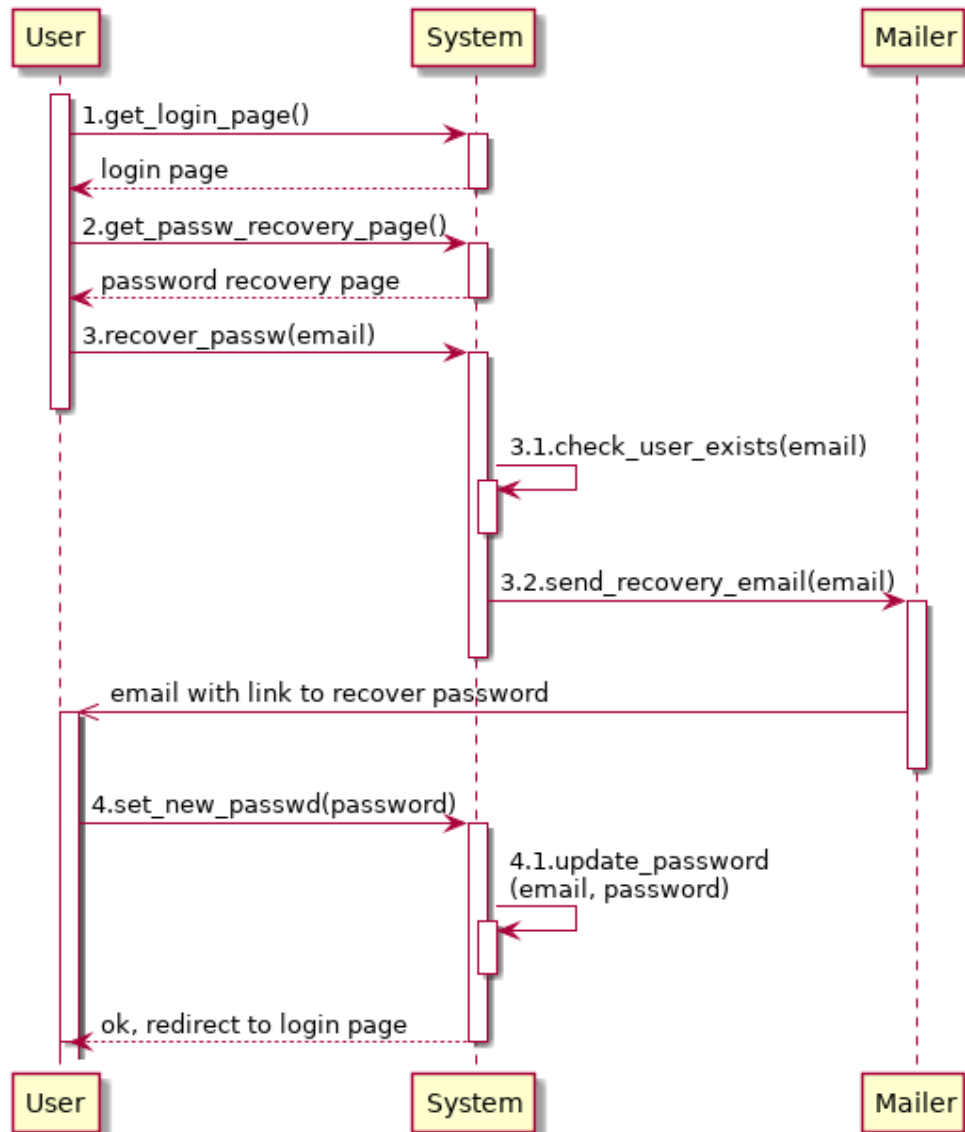 User
System
Mailer
1.get_login_page()
login page
2.get_passw_recovery_page()
password recovery page
3.recover_passw(email)
3.1.check_user_exists(email)
3.2.send_recovery_email(email)
email with link to recover password
4.set_new_passwd(password)
4.1.update_password
(email, password)
ok, redirect to login page
User
System
Mailer